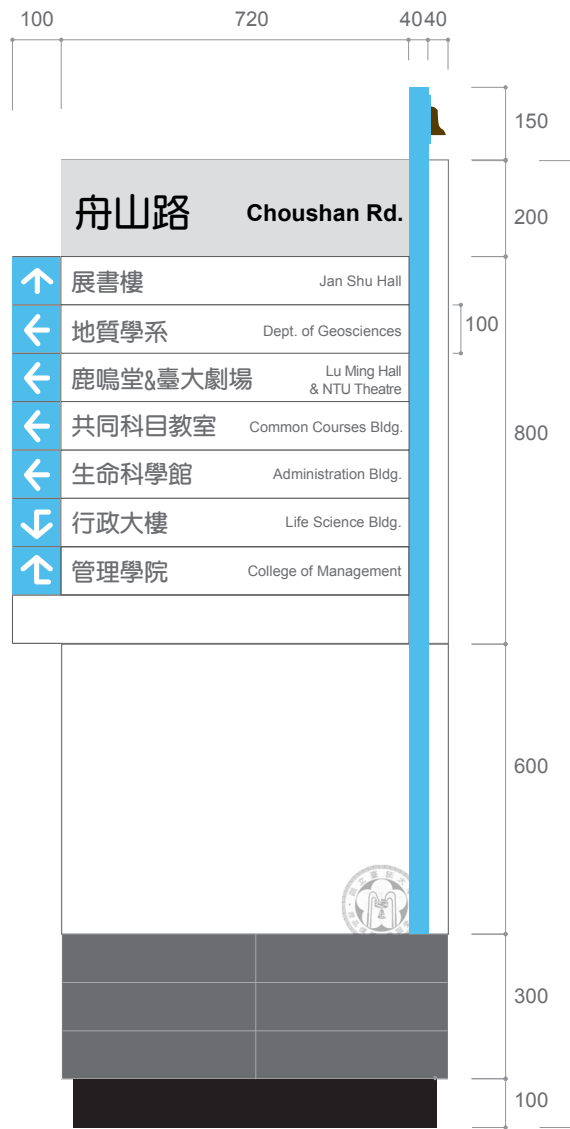 100 720 40 40
150
舟山路 Choushan Rd.
200
展書樓 Jan Shu Hall
地質學系 Dept. of Geosciences
100
鹿鳴堂&臺大劇場 Lu Ming Hall
& NTU Theatre
共同科目教室 Common Courses Bldg.
800
生命科學館 Administration Bldg.
行政大樓 Life Science Bldg.
管理學院 College of Management
600
300
100